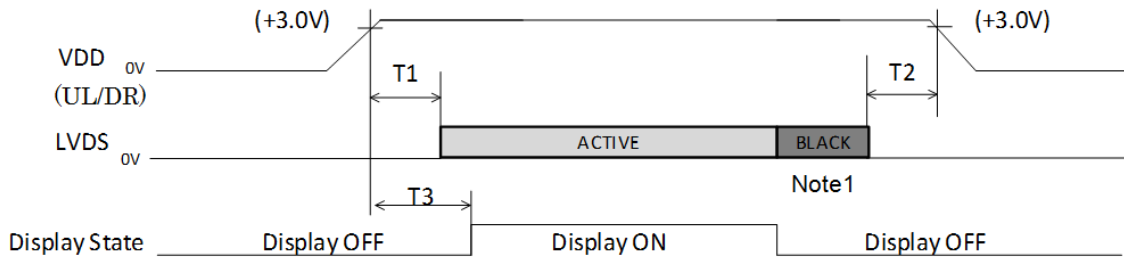 (+3.0V) (+3.0V)
VDD 0V
T1 T2
(UL/DR)
LVDS 0V ACTIVE BLACK
Note1
T3
Display State Display OFF Display ON Display OFF